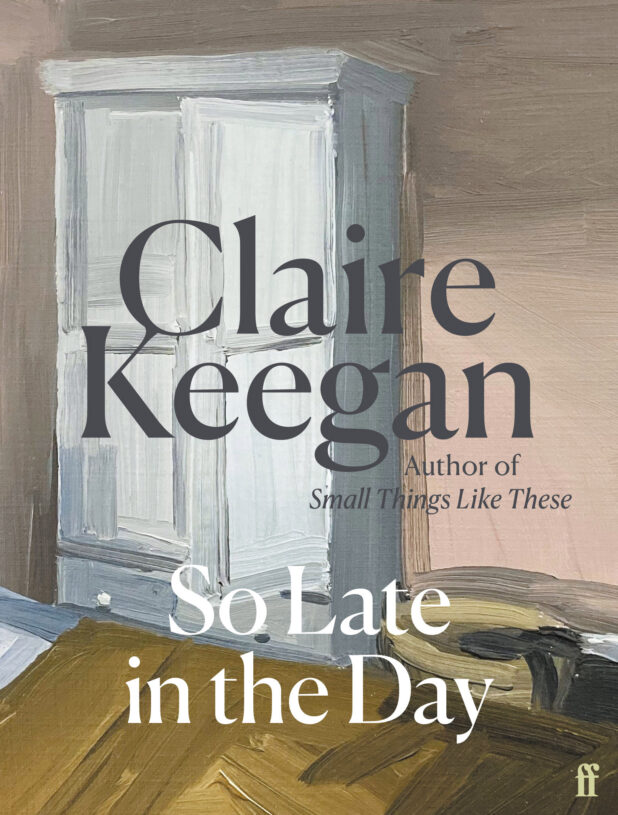 Claire
Keegan
Author of
Small Things Like These
So Late
in the Day
ff